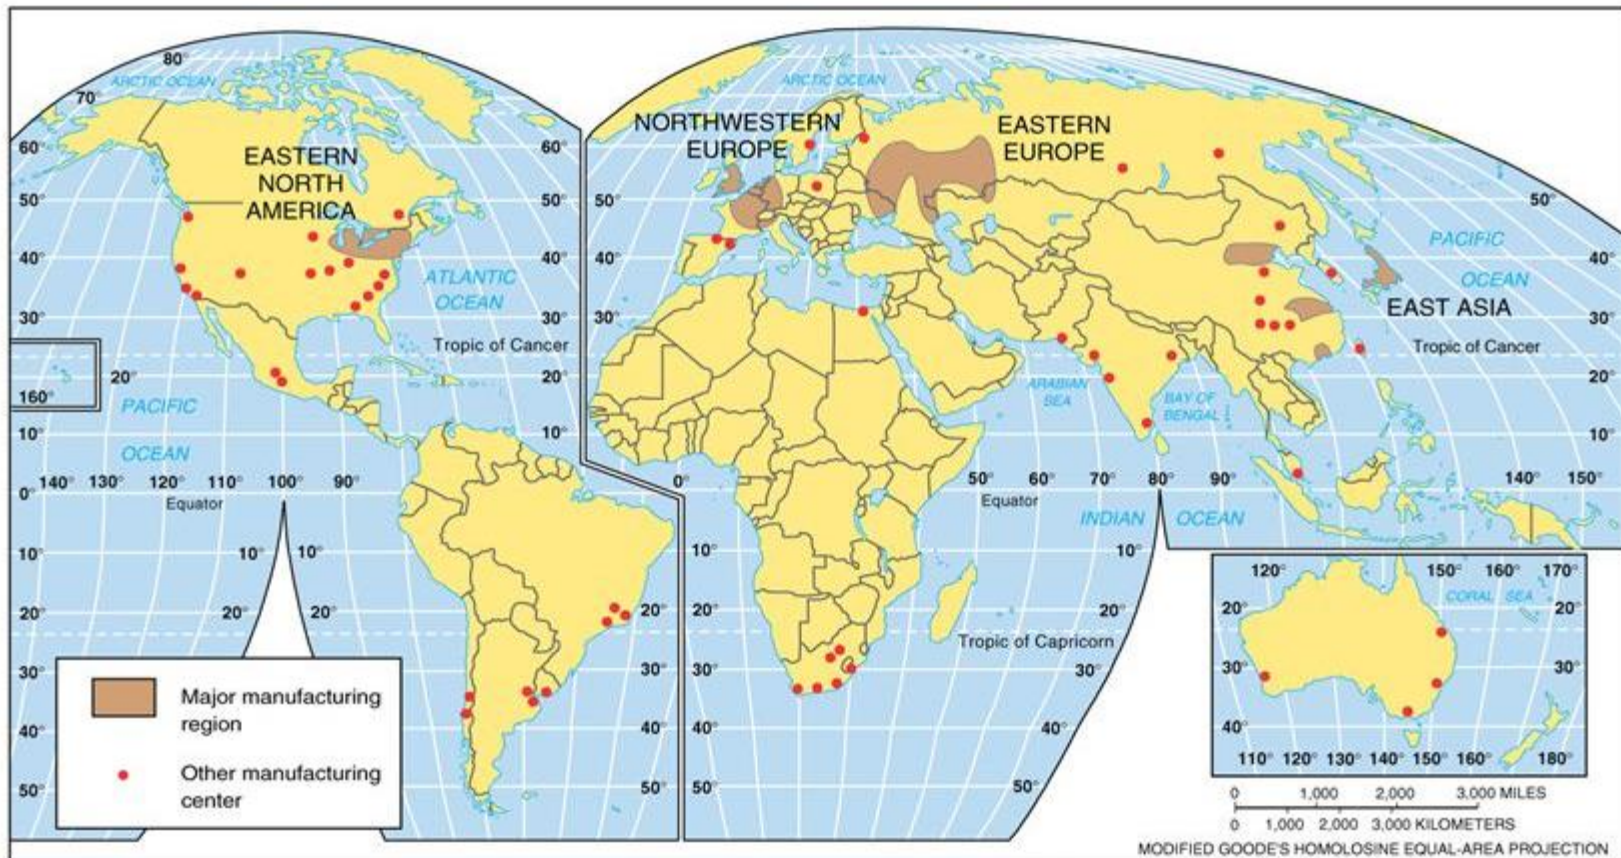 80°
ARCTIC OCEAN
ARCTIC OCEAN
70°
NORTHWESTERN
EUROPE
EASTERN
EUROPE
60°
60°
60°
EASTERN
NORTH
AMERICA
50°
50°
50°
PACIFIC
OCEAN
40°
40°
40°
ATLANTIC
OCEAN
EAST ASIA
30°
30°
30°
Tropic of Cancer
Tropic of Cancer
20°
20°
20°
160°
ARABIAN
SEA
BAY OF
BENGAL
PACIFIC
OCEAN
10°
10°
10°
140°
130°
100°
90°
0°
50°
60°
70°
80°
90°
140°
150°
0°
Equator
Equator
INDIAN
OCEAN
10°
10°
10°
10°
20°
20°
20°
20°
20°
Tropic of Capricorn
30°
30°
30°
40°
40°
40°
50°
50°
50°
50°
Major manufacturing
region
Other manufacturing
center
120°
150°
160°
170°
CORAL SEA
20°
30°
40°
110°
120°
130°
140°
150°
160°
180°
0 1,000 2,000 3,000 MILES
0 1,000 2,000 3,000 KILOMETERS
MODIFIED GOODE'S HOMOLOSINE EQUAL-AREA PROJECTION